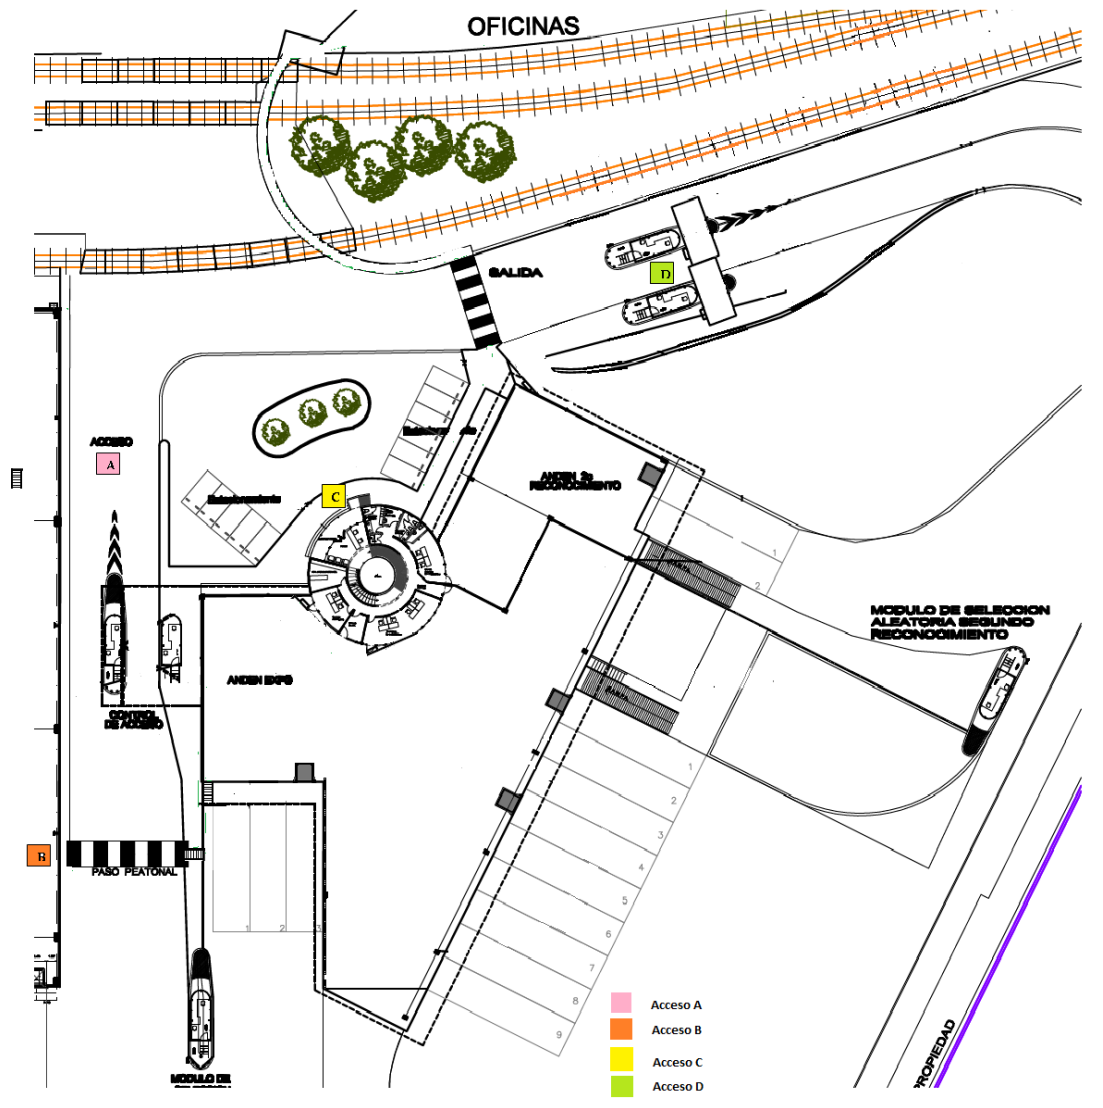 OFICINAS
SALIDA
D
ACCESO
A
C
Estacionamiento
ANDEN 2o
RECONOCIMIENTO
1
2
MODULO DE SELECCION
ALEATORIA SEGUNDO
RECONOCIMIENTO
ANDEN EXPO
CONTROL
DE ACCESO
B
PASO PEATONAL
1
2
3
1
2
3
4
5
6
7
8
9
MODULO DE
PROPIEDAD
Acceso A
Acceso B
Acceso C
Acceso D